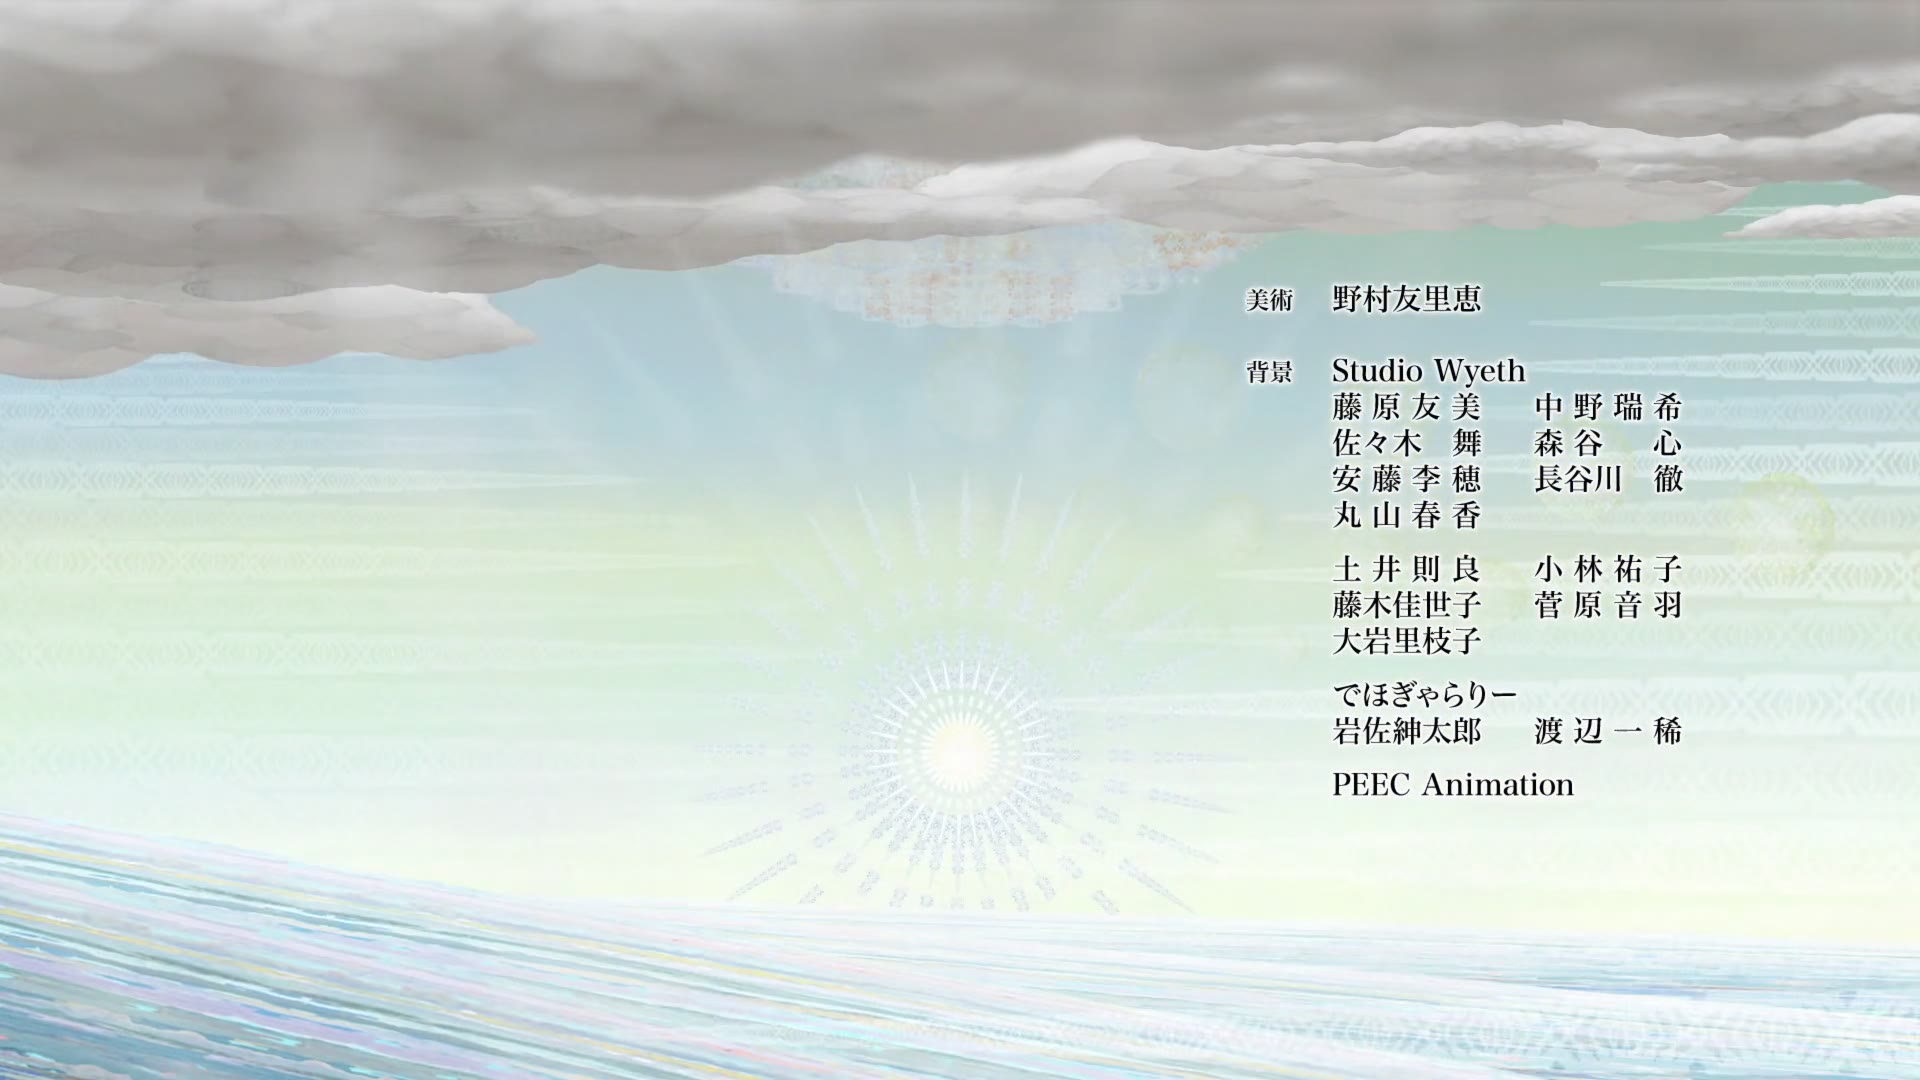 美術 野村友里恵
背景 Studio Wyeth
藤原友美 中野瑞希
佐々木 舞 森谷 心
安藤李穂 長谷川 徹
丸山春香
土井則良 小林祐子
藤木佳世子 菅原音羽
大岩里枝子
でほぎゃらりー
岩佐紳太郎 渡辺一稀
PEEC Animation